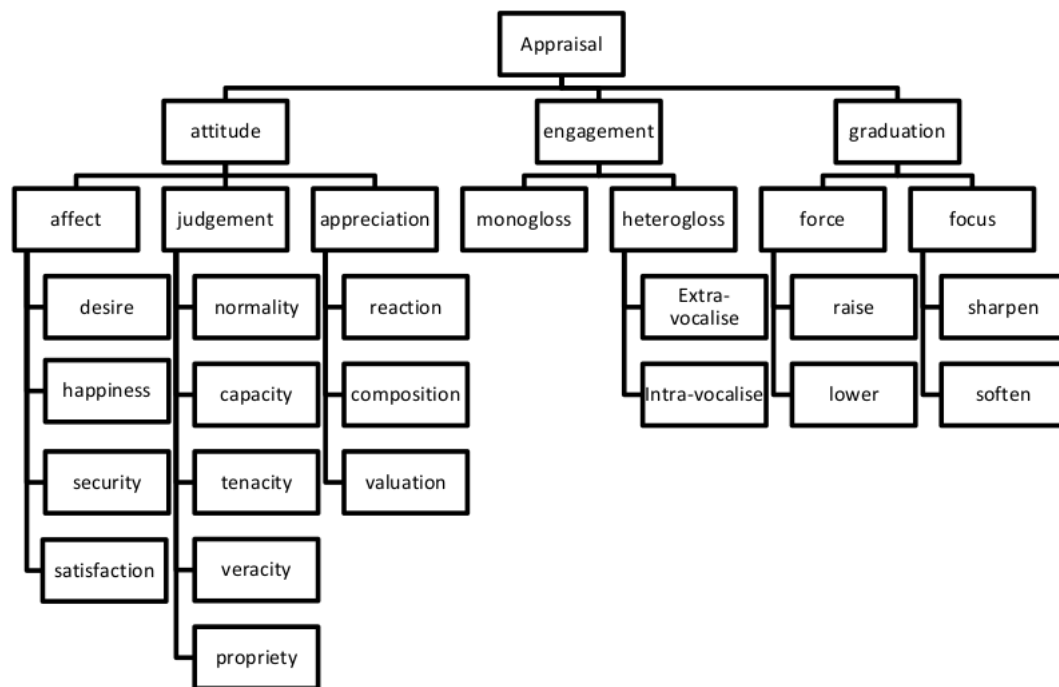 Appraisal
attitude
engagement
graduation
affect
judgement
appreciation
monogloss
heterogloss
force
focus
desire
normality
reaction
Extra-
vocalise
raise
sharpen
happiness
capacity
composition
Intra-vocalise
lower
soften
security
tenacity
valuation
satisfaction
veracity
propriety